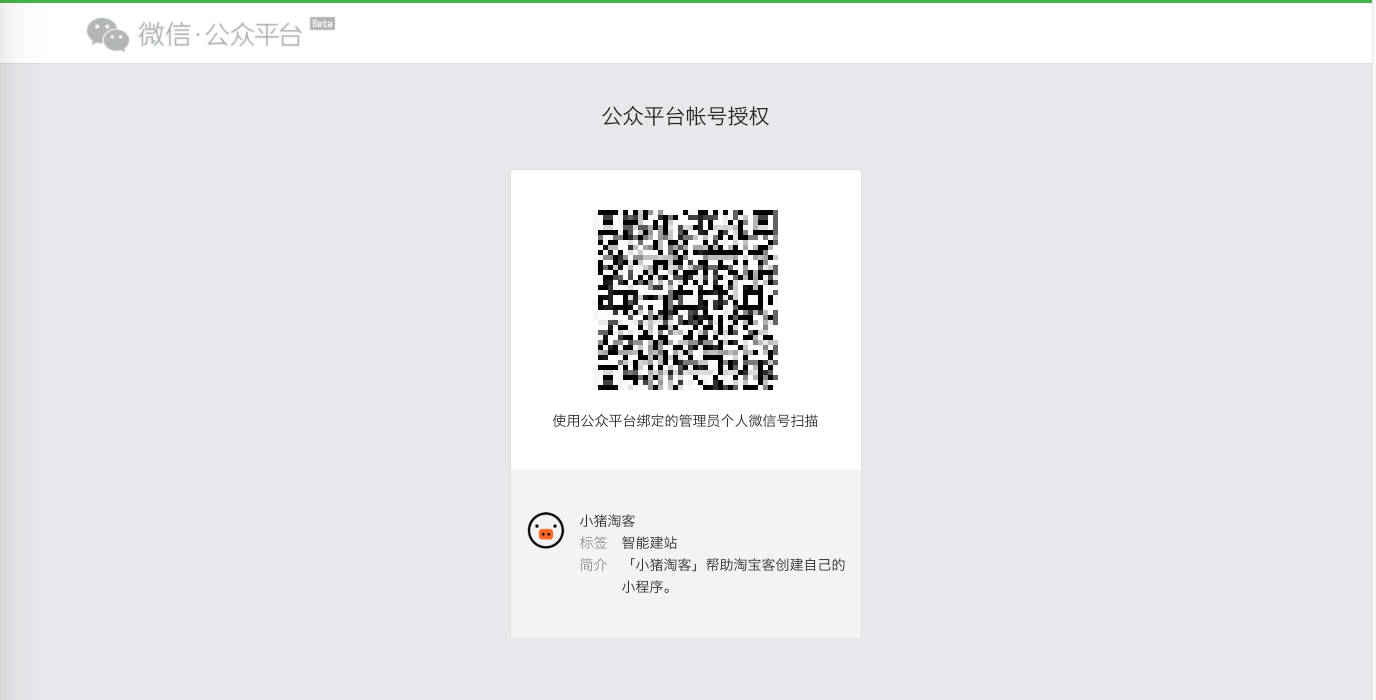 微信·公众平台 Beta
公众平台帐号授权
使用公众平台绑定的管理员个人微信号扫描
小猪淘客
标签 智能建站
简介 「小猪淘客」帮助淘宝客创建自己的
小程序。